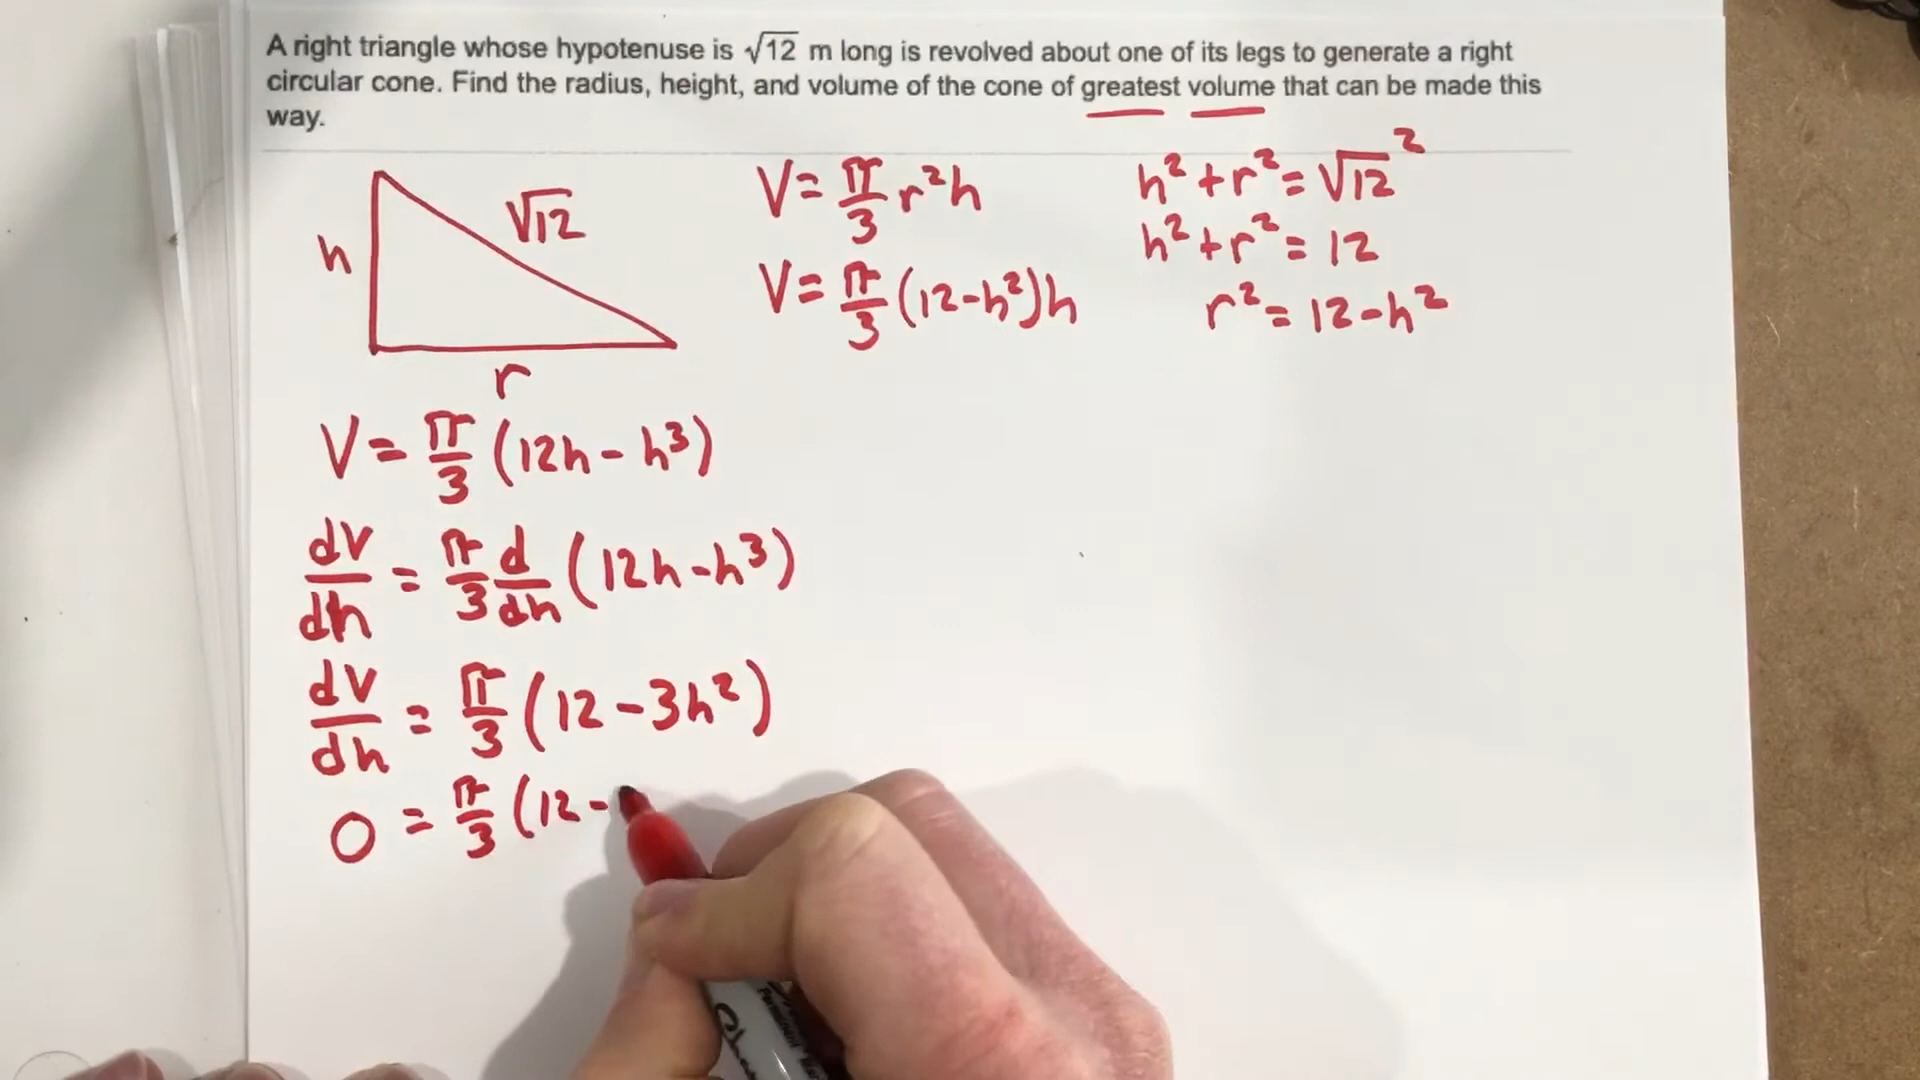 A right triangle whose hypotenuse is √12 m long is revolved about one of its legs to generate a right
circular cone. Find the radius, height, and volume of the cone of greatest volume that can be made this
way.
h
√12
r
V = π/3 r²h
V = π/3 (12-h²)h
h² + r² = √12²
h² + r² = 12
r² = 12-h²
V = π/3 (12h - h³)
dV/dh = π/3 d/dh (12h-h³)
dV/dh = π/3 (12 - 3h²)
0 = π/3 (12 -